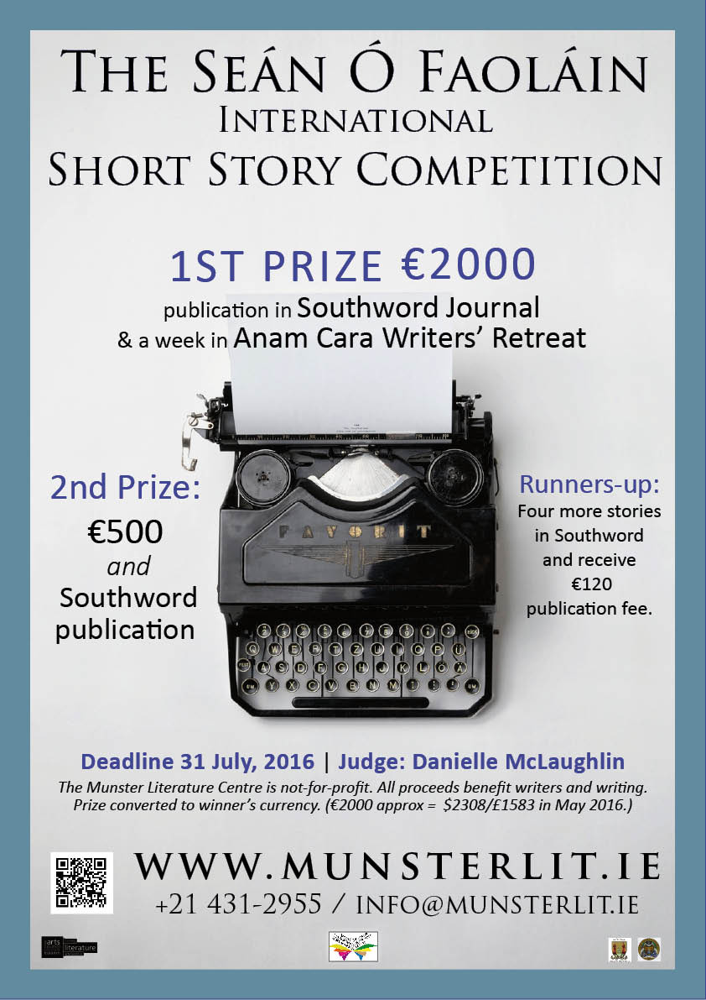 THE SEÁN Ó FAOLÁIN
INTERNATIONAL
SHORT STORY COMPETITION
1ST PRIZE €2000
publication in Southword Journal
& a week in Anam Cara Writers' Retreat
2nd Prize:
€500
and
Southword
publication
Runners-up:
Four more stories
in Southword
and receive
€120
publication fee.
FAVORIT
Q W E R T Z U I O P Ü
A S D F G H J K L Ö Ä
UM Y X C V B N M UM
Deadline 31 July, 2016 | Judge: Danielle McLaughlin
The Munster Literature Centre is not-for-profit. All proceeds benefit writers and writing.
Prize converted to winner's currency. (€2000 approx = $2308/£1583 in May 2016.)
WWW.MUNSTERLIT.IE
+21 431-2955 / INFO@MUNSTERLIT.IE
arts
literature